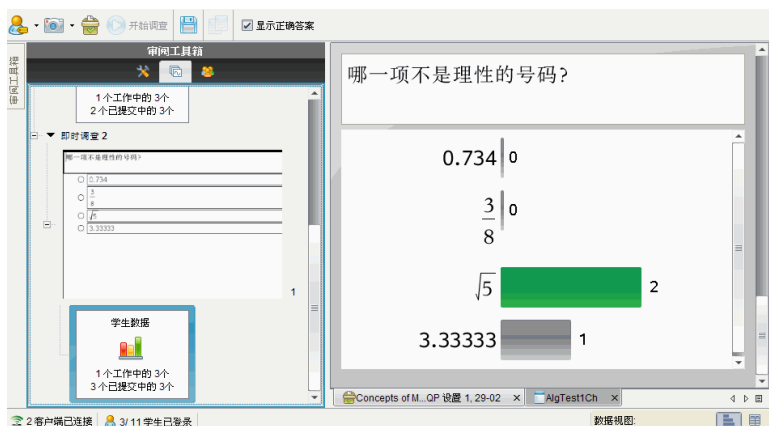 开始调查
显示正确答案
审阅工具箱
审阅工具箱
1 个工作中的 3个
2 个已提交中的 3个
即时调查 2
哪一项不是理性的号码?
0.734
3
8
√5
3.33333
1
学生数据
1 个工作中的 3个
3 个已提交中的 3个
哪一项不是理性的号码?
0.734 0
3
8
0
√5 2
3.33333 1
Concepts of M...QP 设置 1, 29-02
AlgTest1Ch
2 客户端已连接
3/ 11 学生已登录
数据视图: